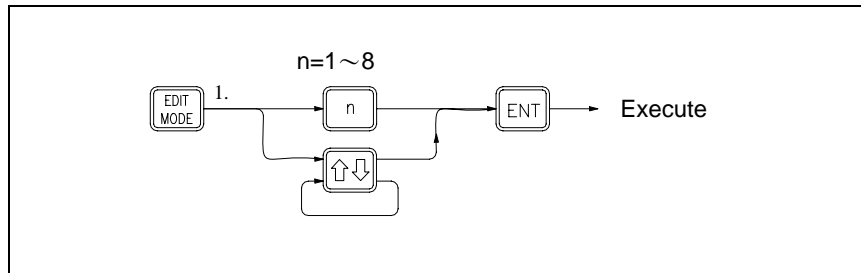 n=1～8
EDIT
MODE
1.
n
ENT
Execute